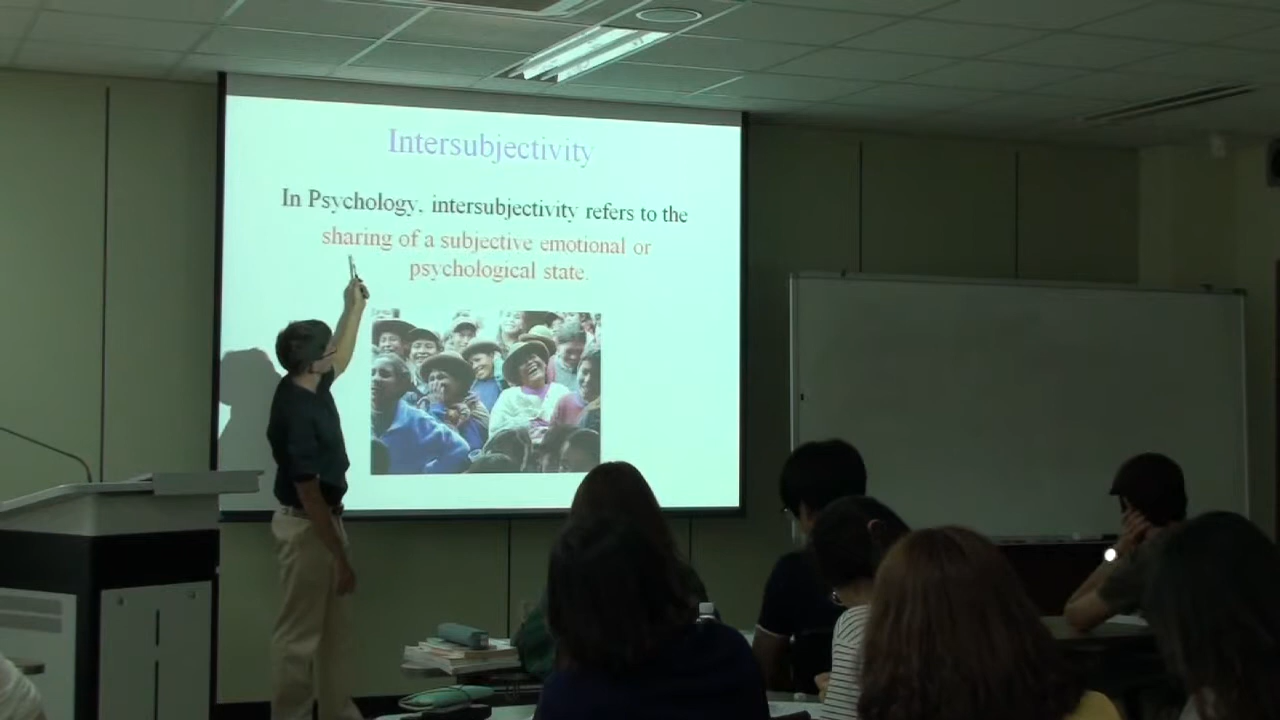 Intersubjectivity
In Psychology, intersubjectivity refers to the
sharing of a subjective emotional or
psychological state.